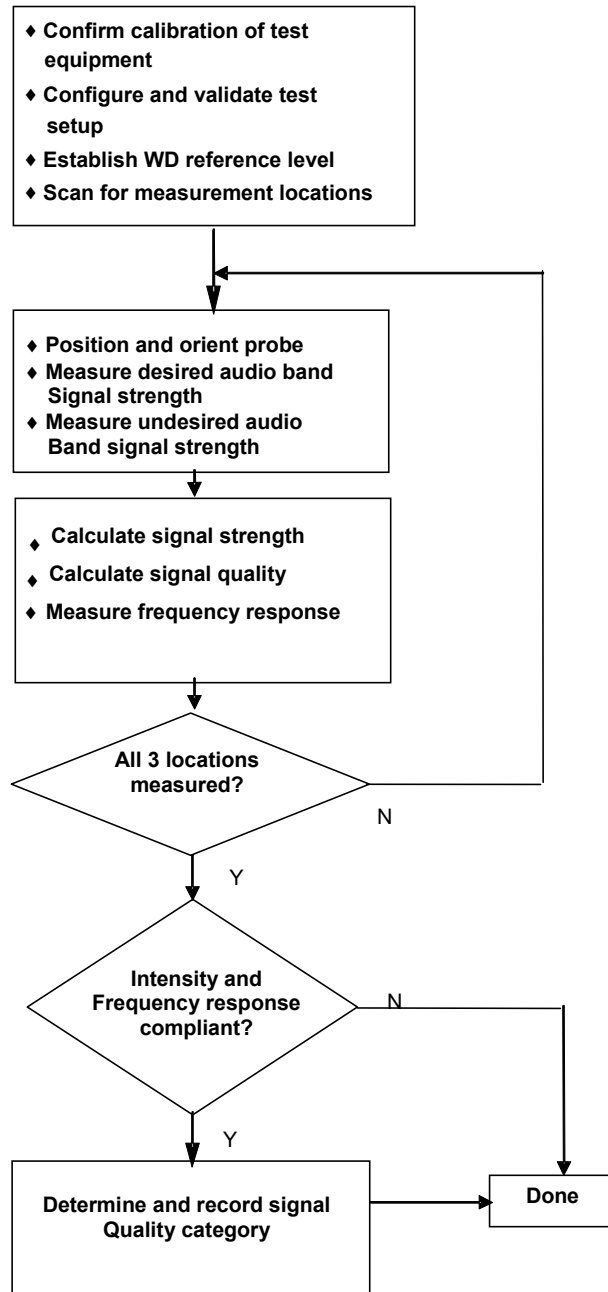 ♦ Confirm calibration of test
equipment
♦ Configure and validate test
setup
♦ Establish WD reference level
♦ Scan for measurement locations
♦ Position and orient probe
♦ Measure desired audio band
Signal strength
♦ Measure undesired audio
Band signal strength
♦ Calculate signal strength
♦ Calculate signal quality
♦ Measure frequency response
All 3 locations
measured?
N
Y
Intensity and
Frequency response
compliant?
N
Y
Determine and record signal
Quality category
Done